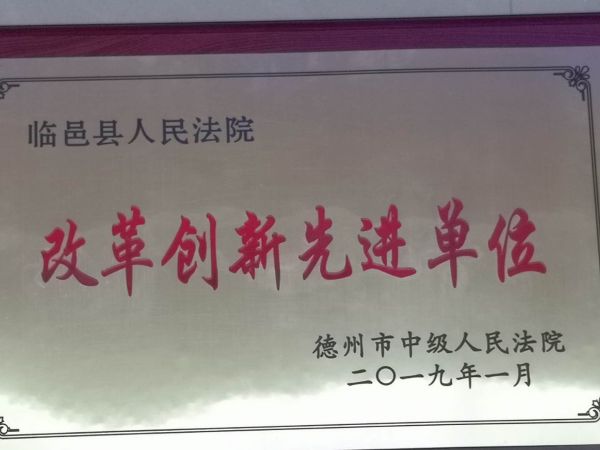 临邑县人民法院
改革创新先进单位
德州市中级人民法院
二〇一九年一月